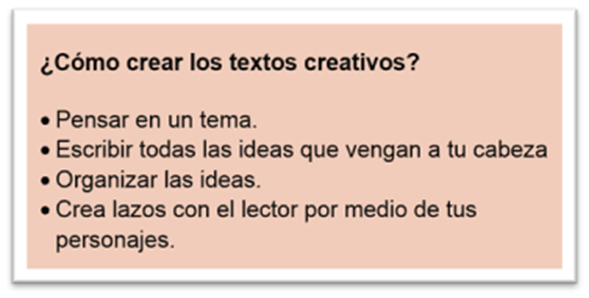 ¿Cómo crear los textos creativos?
• Pensar en un tema.
• Escribir todas las ideas que vengan a tu cabeza
• Organizar las ideas.
• Crea lazos con el lector por medio de tus
personajes.